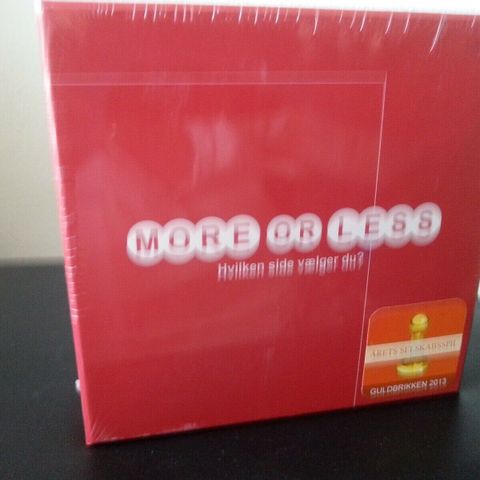 MORE OR LESS
Hvilken side vælger du?
ÅRETS SELSKABSSPIL
GULDBRIKKEN 2013